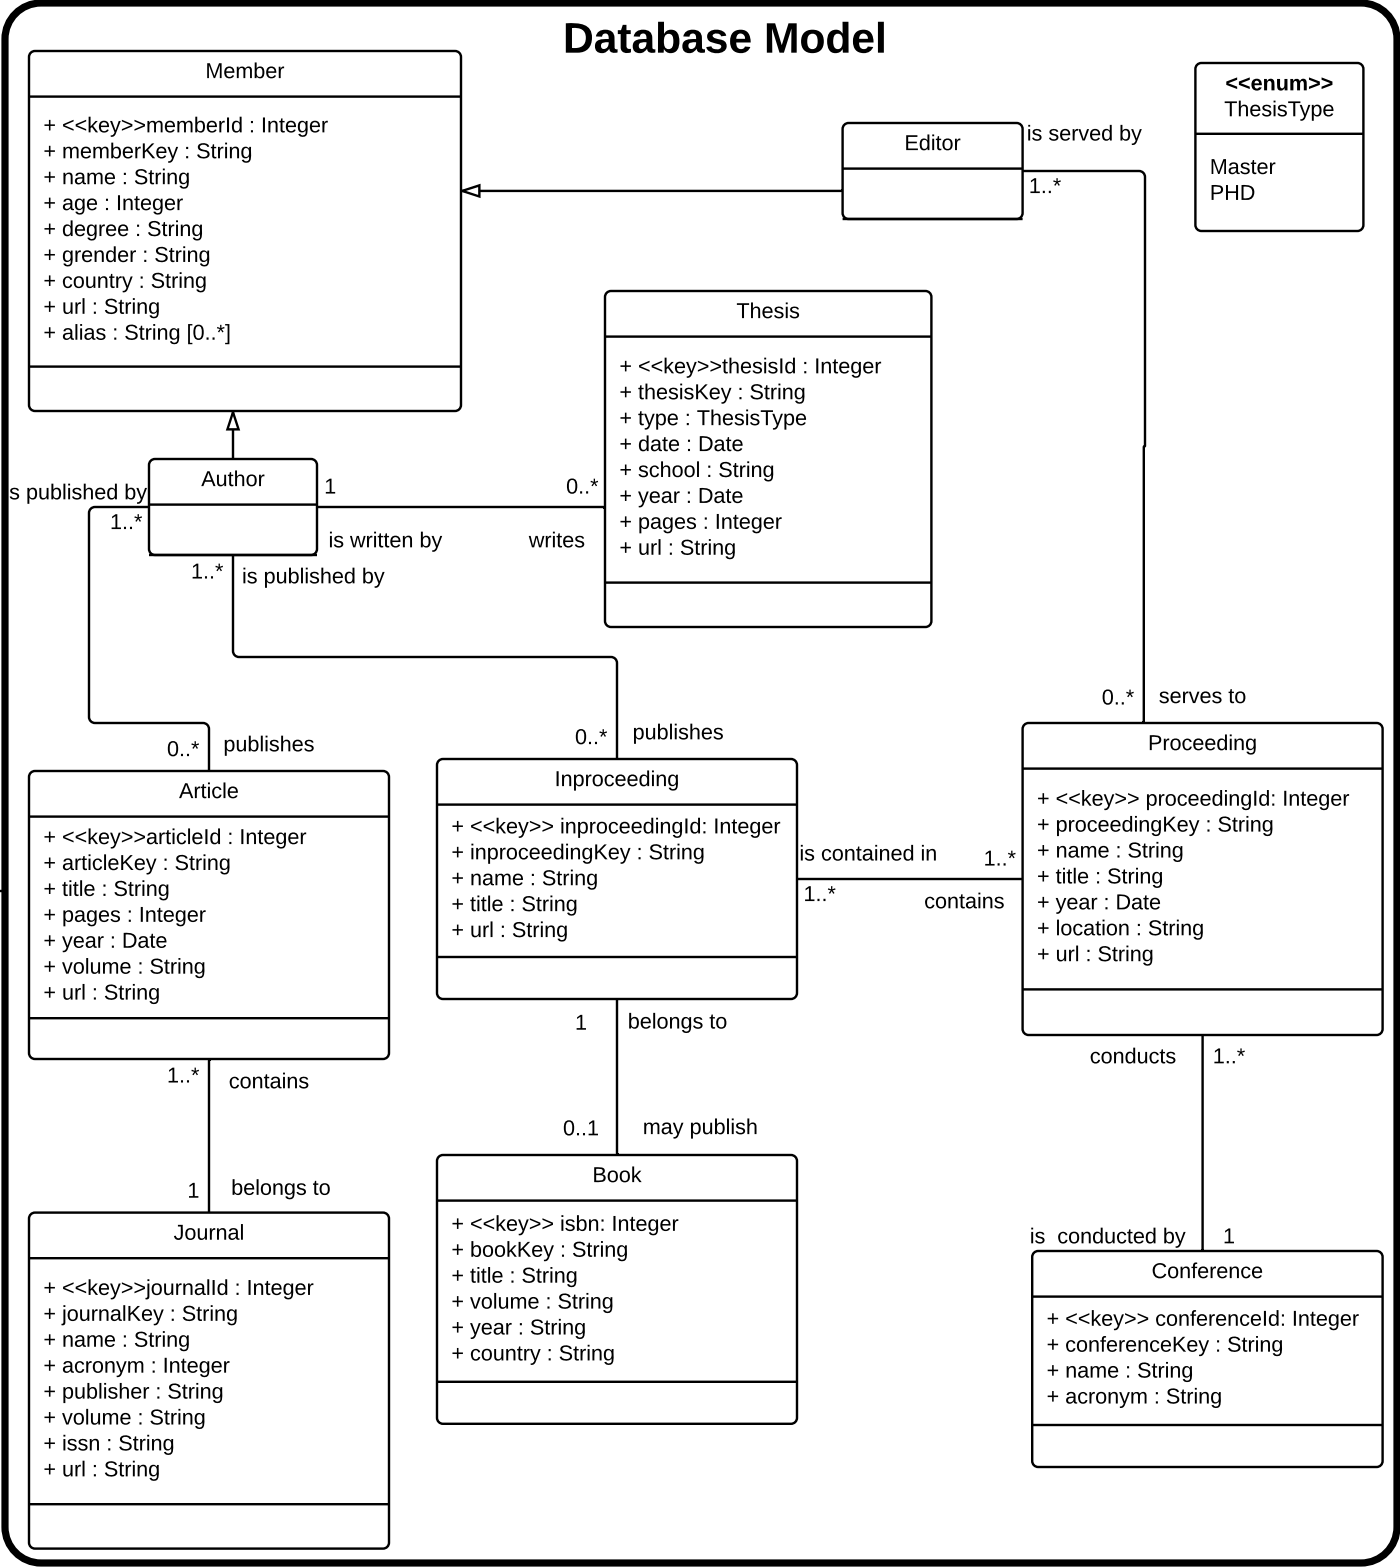 Database Model
Member
+ <<key>>memberId : Integer
+ memberKey : String
+ name : String
+ age : Integer
+ degree : String
+ grender : String
+ country : String
+ url : String
+ alias : String [0..*]
<<enum>>
ThesisType
Master
PHD
Editor
is served by
1..*
Thesis
+ <<key>>thesisId : Integer
+ thesisKey : String
+ type : ThesisType
+ date : Date
+ school : String
+ year : Date
+ pages : Integer
+ url : String
Author
s published by
1..*
1
0..*
is written by
writes
1..*
is published by
0..*
publishes
0..*
publishes
0..*
serves to
Article
+ <<key>>articleId : Integer
+ articleKey : String
+ title : String
+ pages : Integer
+ year : Date
+ volume : String
+ url : String
Inproceeding
+ <<key>> inproceedingId: Integer
+ inproceedingKey : String
+ name : String
+ title : String
+ url : String
is contained in
1..*
1..*
contains
Proceeding
+ <<key>> proceedingId: Integer
+ proceedingKey : String
+ name : String
+ title : String
+ year : Date
+ location : String
+ url : String
1..*
contains
1
belongs to
1
belongs to
0..1
may publish
conducts
1..*
is  conducted by
1
Journal
+ <<key>>journalId : Integer
+ journalKey : String
+ name : String
+ acronym : Integer
+ publisher : String
+ volume : String
+ issn : String
+ url : String
Book
+ <<key>> isbn: Integer
+ bookKey : String
+ title : String
+ volume : String
+ year : String
+ country : String
Conference
+ <<key>> conferenceId: Integer
+ conferenceKey : String
+ name : String
+ acronym : String